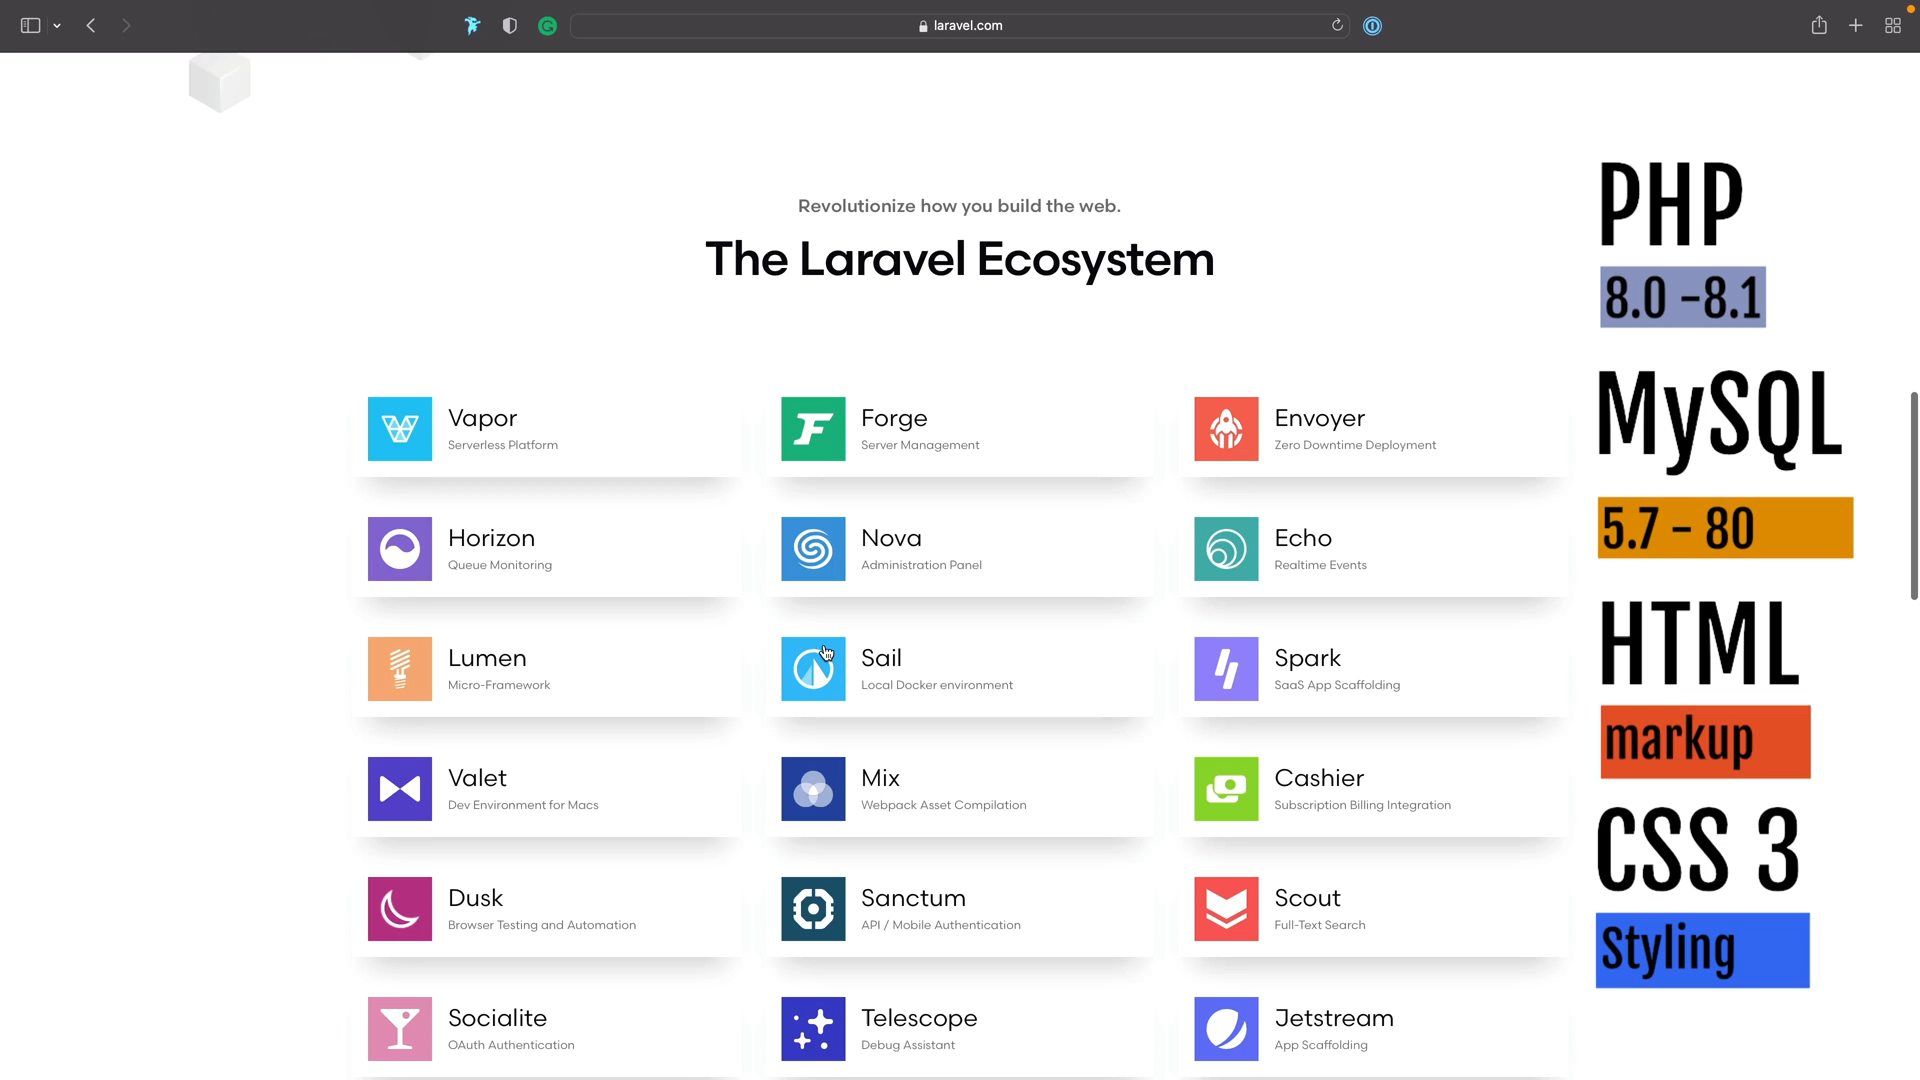 laravel.com
Revolutionize how you build the web.
The Laravel Ecosystem
Vapor
Serverless Platform
Forge
Server Management
Envoyer
Zero Downtime Deployment
Horizon
Queue Monitoring
Nova
Administration Panel
Echo
Realtime Events
Lumen
Micro-Framework
Sail
Local Docker environment
Spark
SaaS App Scaffolding
Valet
Dev Environment for Macs
Mix
Webpack Asset Compilation
Cashier
Subscription Billing Integration
Dusk
Browser Testing and Automation
Sanctum
API / Mobile Authentication
Scout
Full-Text Search
Socialite
OAuth Authentication
Telescope
Debug Assistant
Jetstream
App Scaffolding
PHP
8.0 -8.1
MySQL
5.7 - 80
HTML
markup
CSS 3
Styling